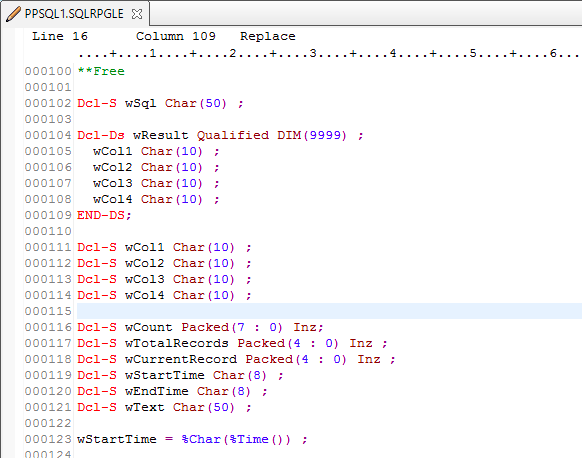 PPSQL1.SQLRPGLE
Line 16 Column 109 Replace
....+....1....+....2....+....3....+....4....+....5....+....6...
000100 **Free
000101
000102 Dcl-S wSql Char(50) ;
000103
000104 Dcl-Ds wResult Qualified DIM(9999) ;
000105   wCol1 Char(10) ;
000106   wCol2 Char(10) ;
000107   wCol3 Char(10) ;
000108   wCol4 Char(10) ;
000109 END-DS;
000110
000111 Dcl-S wCol1 Char(10) ;
000112 Dcl-S wCol2 Char(10) ;
000113 Dcl-S wCol3 Char(10) ;
000114 Dcl-S wCol4 Char(10) ;
000115
000116 Dcl-S wCount Packed(7 : 0) Inz;
000117 Dcl-S wTotalRecords Packed(4 : 0) Inz ;
000118 Dcl-S wCurrentRecord Packed(4 : 0) Inz ;
000119 Dcl-S wStartTime Char(8) ;
000120 Dcl-S wEndTime Char(8) ;
000121 Dcl-S wText Char(50) ;
000122
000123 wStartTime = %Char(%Time()) ;
000124